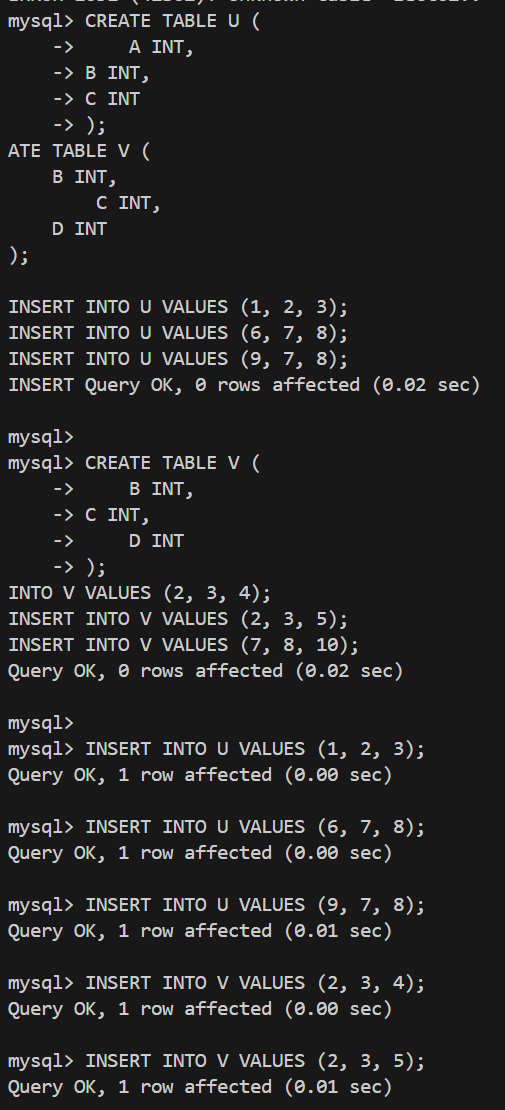 mysql> CREATE TABLE U (
    ->     A INT,
    -> B INT,
    -> C INT
    -> );
ATE TABLE V (
    B INT,
        C INT,
    D INT
);

INSERT INTO U VALUES (1, 2, 3);
INSERT INTO U VALUES (6, 7, 8);
INSERT INTO U VALUES (9, 7, 8);
INSERT Query OK, 0 rows affected (0.02 sec)

mysql>
mysql> CREATE TABLE V (
    ->     B INT,
    -> C INT,
    ->     D INT
    -> );
INTO V VALUES (2, 3, 4);
INSERT INTO V VALUES (2, 3, 5);
INSERT INTO V VALUES (7, 8, 10);
Query OK, 0 rows affected (0.02 sec)

mysql>
mysql> INSERT INTO U VALUES (1, 2, 3);
Query OK, 1 row affected (0.00 sec)

mysql> INSERT INTO U VALUES (6, 7, 8);
Query OK, 1 row affected (0.00 sec)

mysql> INSERT INTO U VALUES (9, 7, 8);
Query OK, 1 row affected (0.01 sec)

mysql> INSERT INTO V VALUES (2, 3, 4);
Query OK, 1 row affected (0.00 sec)

mysql> INSERT INTO V VALUES (2, 3, 5);
Query OK, 1 row affected (0.01 sec)